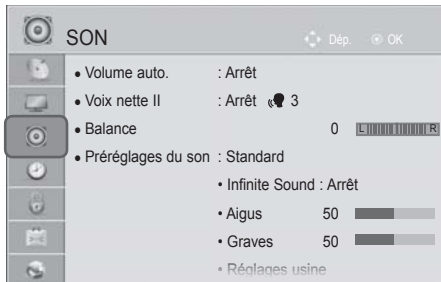 SON Dép. OK
• Volume auto. : Arrêt
• Voix nette II : Arrêt 3
• Balance 0 L R
• Préréglages du son : Standard
• Infinite Sound : Arrêt
• Aigus 50
• Graves 50
• Réglages usine